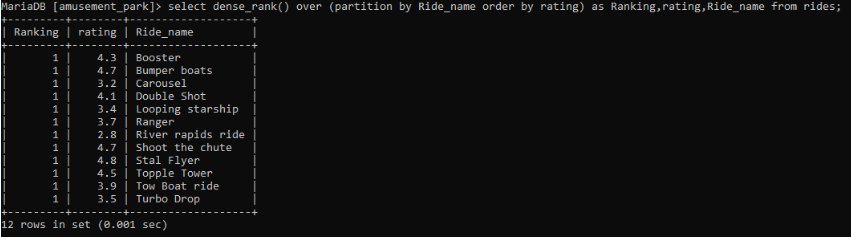 MariaDB [amusement_park]> select dense_rank() over (partition by Ride_name order by rating) as Ranking,rating,Ride_name from rides;
+---------+--------+-------------------+
| Ranking | rating | Ride_name         |
+---------+--------+-------------------+
|       1 |    4.3 | Booster           |
|       1 |    4.7 | Bumper boats      |
|       1 |    3.2 | Carousel          |
|       1 |    4.1 | Double Shot       |
|       1 |    3.4 | Looping starship  |
|       1 |    3.7 | Ranger            |
|       1 |    2.8 | River rapids ride |
|       1 |    4.7 | Shoot the chute   |
|       1 |    4.8 | Stal Flyer        |
|       1 |    4.5 | Topple Tower      |
|       1 |    3.9 | Tow Boat ride     |
|       1 |    3.5 | Turbo Drop        |
+---------+--------+-------------------+
12 rows in set (0.001 sec)